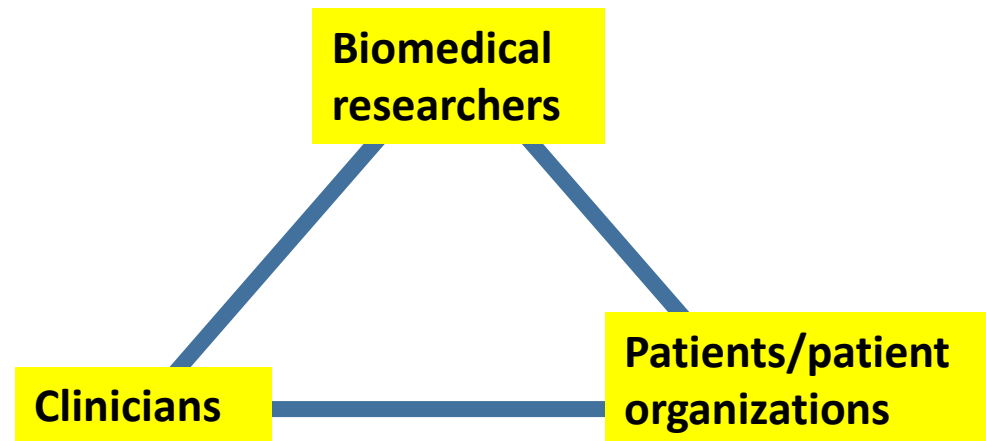 Biomedical
researchers
Clinicians
Patients/patient
organizations